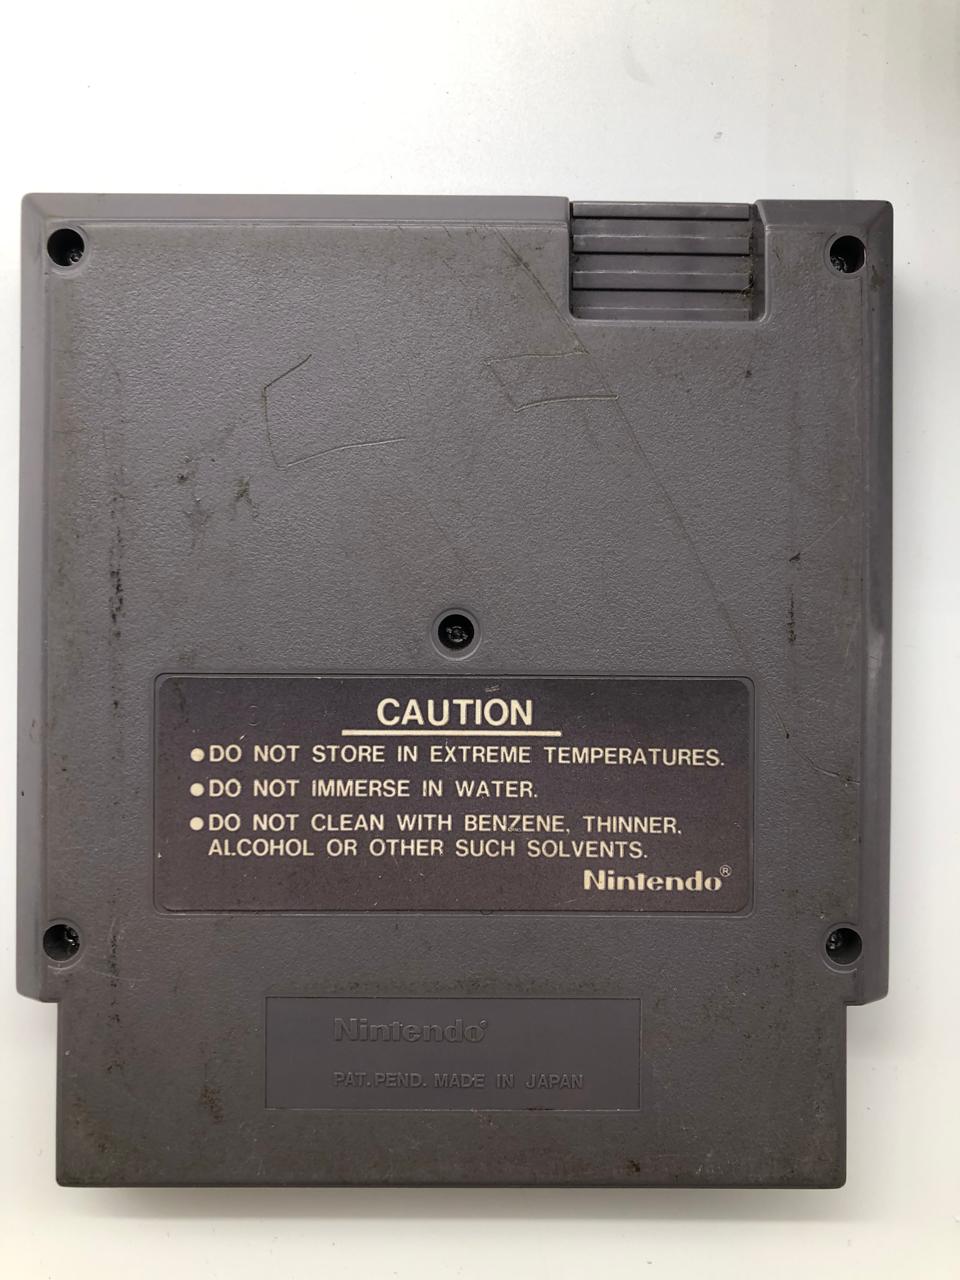 CAUTION
●DO NOT STORE IN EXTREME TEMPERATURES.
●DO NOT IMMERSE IN WATER.
●DO NOT CLEAN WITH BENZENE, THINNER,
ALCOHOL OR OTHER SUCH SOLVENTS.
Nintendo®
Nintendo®
PAT.PEND. MADE IN JAPAN